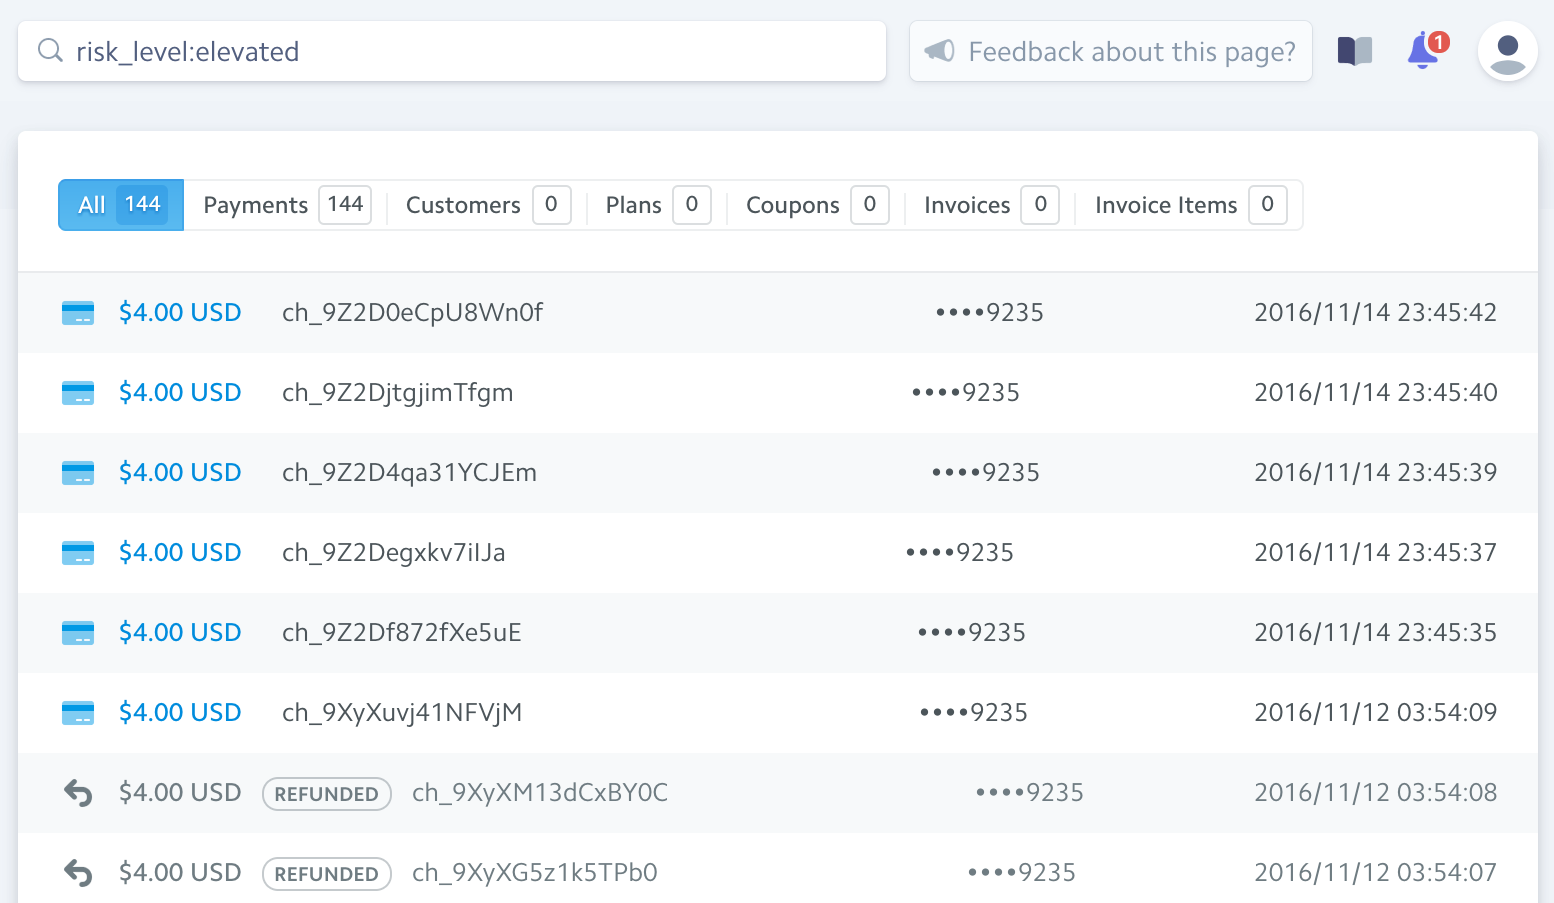 risk_level:elevated Feedback about this page? 1
All 144 Payments 144 Customers 0 Plans 0 Coupons 0 Invoices 0 Invoice Items 0
$4.00 USD ch_9Z2D0eCpU8Wn0f ••••9235 2016/11/14 23:45:42
$4.00 USD ch_9Z2DjtgjimTfgm ••••9235 2016/11/14 23:45:40
$4.00 USD ch_9Z2D4qa31YCJEm ••••9235 2016/11/14 23:45:39
$4.00 USD ch_9Z2Degxkv7iIJa ••••9235 2016/11/14 23:45:37
$4.00 USD ch_9Z2Df872fXe5uE ••••9235 2016/11/14 23:45:35
$4.00 USD ch_9XyXuvj41NFVjM ••••9235 2016/11/12 03:54:09
$4.00 USD REFUNDED ch_9XyXM13dCxBY0C ••••9235 2016/11/12 03:54:08
$4.00 USD REFUNDED ch_9XyXG5z1k5TPb0 ••••9235 2016/11/12 03:54:07